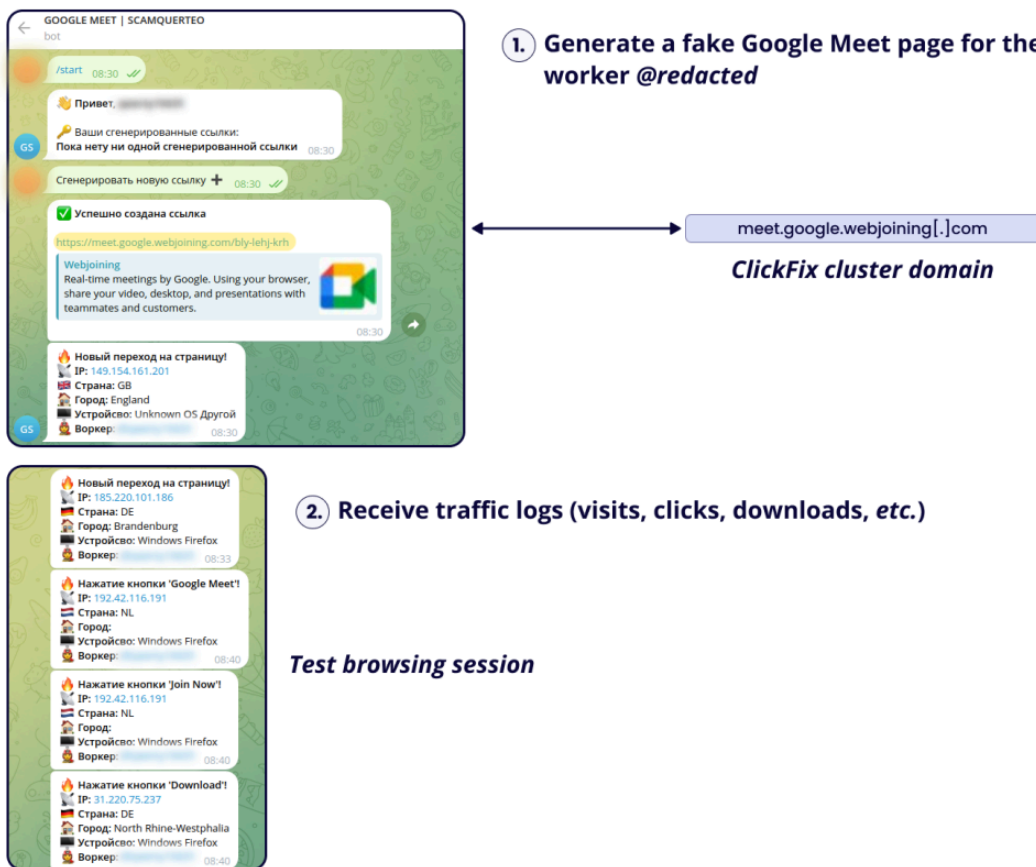 GOOGLE MEET | SCAMQUERTEO
bot
/start 08:30
Привет,
Ваши сгенерированные ссылки:
Пока нету ни одной сгенерированной ссылки 08:30
GS
Сгенерировать новую ссылку 08:30
Успешно создана ссылка
https://meet.google.webjoining.com/bly-lehj-krh
Webjoining
Real-time meetings by Google. Using your browser,
share your video, desktop, and presentations with
teammates and customers.
08:30
Новый переход на страницу!
IP: 149.154.161.201
Страна: GB
Город: England
Устройсво: Unknown OS Другой
Воркер: 08:30
GS
1. Generate a fake Google Meet page for the
worker @redacted
meet.google.webjoining[.]com
ClickFix cluster domain
Новый переход на страницу!
IP: 185.220.101.186
Страна: DE
Город: Brandenburg
Устройсво: Windows Firefox
Воркер: 08:33
Нажатие кнопки 'Google Meet'!
IP: 192.42.116.191
Страна: NL
Город:
Устройсво: Windows Firefox
Воркер: 08:40
Нажатие кнопки 'Join Now'!
IP: 192.42.116.191
Страна: NL
Город:
Устройсво: Windows Firefox
Воркер: 08:40
Нажатие кнопки 'Download'!
IP: 31.220.75.237
Страна: DE
Город: North Rhine-Westphalia
Устройсво: Windows Firefox
Воркер: 08:40
2. Receive traffic logs (visits, clicks, downloads, etc.)
Test browsing session